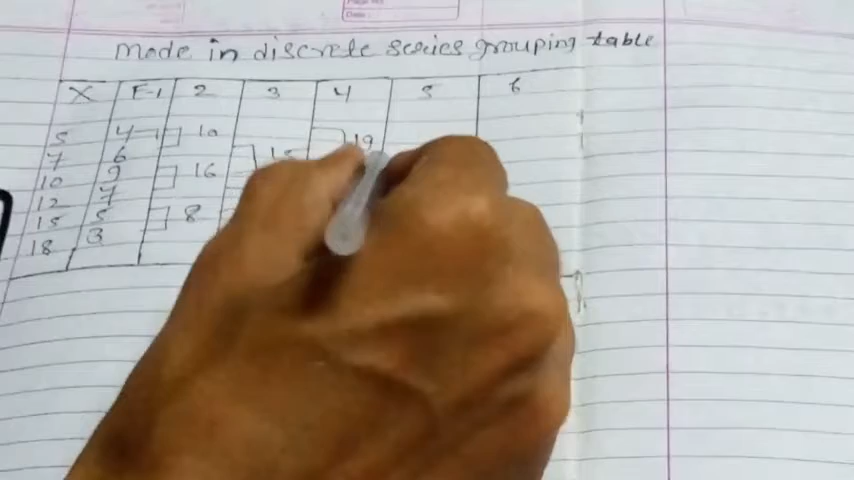 Mode in discrete series grouping table
X F-1 2 3 4 5 6
5 4 10 19
7 6 15
10 9 16
12 7
15 5 8
18 3